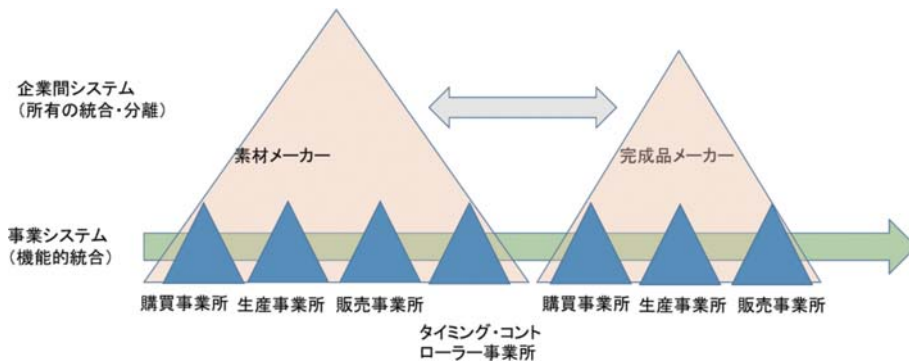 企業間システム
(所有の統合・分離)
素材メーカー
完成品メーカー
事業システム
(機能的統合)
購買事業所
生産事業所
販売事業所
タイミング・コント
ローラー事業所
購買事業所
生産事業所
販売事業所